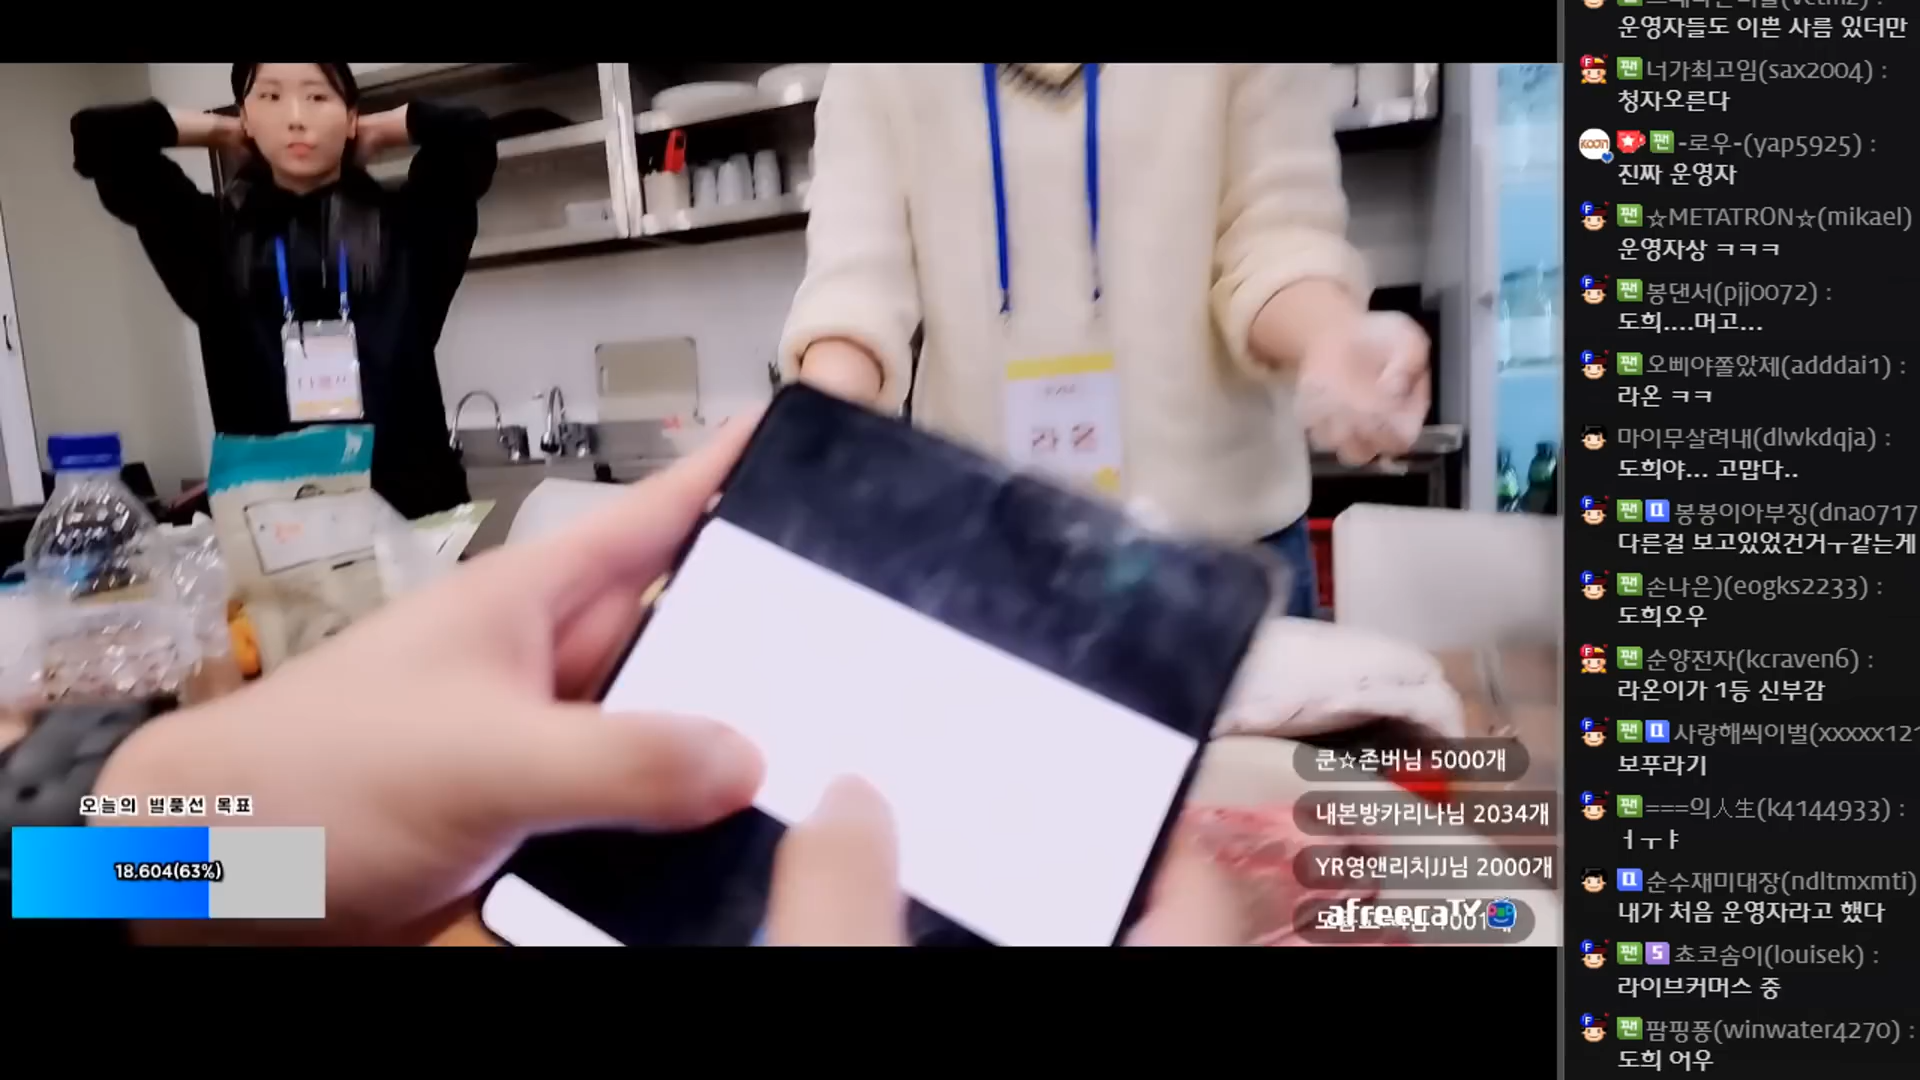 운영자들도 이쁜 사름 있더만
너가최고임(sax2004) :
청자오른다
-로우-(yap5925) :
진짜 운영자
☆METATRON☆(mikael)
운영자상 ㅋㅋㅋ
봉댄서(pjj0072) :
도희....머고...
오삐야쫄았제(adddai1) :
라온 ㅋㅋ
마이무살려내(dlwkdqja) :
도희야... 고맙다..
봉봉이아부징(dna0717
다른걸 보고있었건거ㅜ같는게
손나은)(eogks2233) :
도희오우
순양전자(kcraven6) :
라온이가 1등 신부감
사랑해씌이벌(xxxxx121
보푸라기
===의人生(k4144933) :
ㅕㅜㅑ
순수재미대장(ndltmxmti)
내가 처음 운영자라고 했다
쵸코솜이(louisek) :
라이브커머스 중
팜핑퐁(winwater4270) :
도희 어우
라온
오늘의 별풍선 목표
18,604(63%)
쿤☆존버님 5000개
내본방카리나님 2034개
YR영앤리치JJ님 2000개
afreecaTV